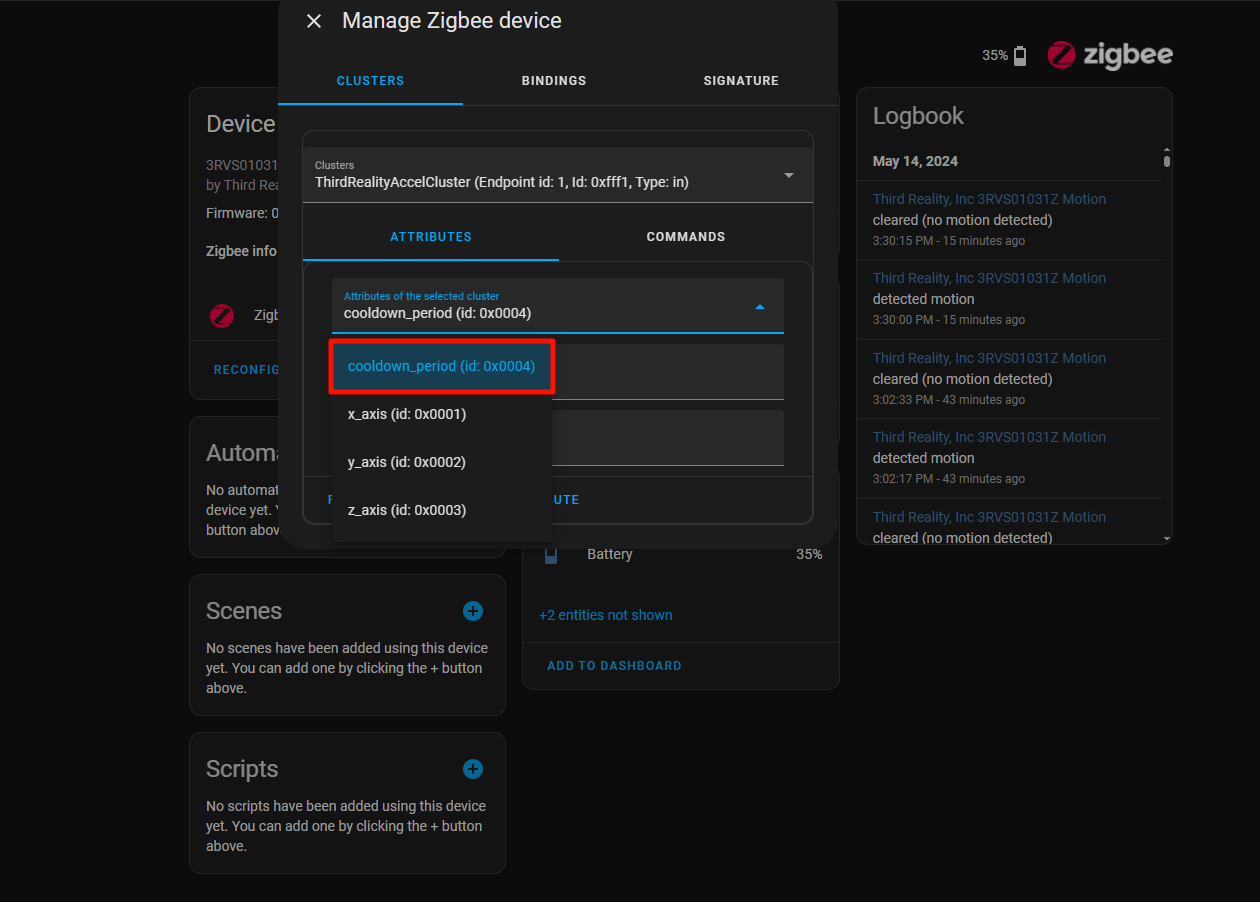 Manage Zigbee device
CLUSTERS
BINDINGS
SIGNATURE
Clusters
ThirdRealityAccelCluster (Endpoint id: 1, Id: 0xfff1, Type: in)
ATTRIBUTES
COMMANDS
Attributes of the selected cluster
cooldown_period (id: 0x0004)
cooldown_period (id: 0x0004)
x_axis (id: 0x0001)
y_axis (id: 0x0002)
z_axis (id: 0x0003)
UTE
35%
zigbee
Device
3RVS01031
by Third Rea
Firmware: 0
Zigbee info
Zigb
RECONFIG
Automa
No automat
device yet. Y
button abov
Scenes
No scenes have been added using this device
yet. You can add one by clicking the + button
above.
Scripts
No scripts have been added using this device
yet. You can add one by clicking the + button
above.
Battery
35%
+2 entities not shown
ADD TO DASHBOARD
Logbook
May 14, 2024
Third Reality, Inc 3RVS01031Z Motion
cleared (no motion detected)
3:30:15 PM - 15 minutes ago
Third Reality, Inc 3RVS01031Z Motion
detected motion
3:30:00 PM - 15 minutes ago
Third Reality, Inc 3RVS01031Z Motion
cleared (no motion detected)
3:02:33 PM - 43 minutes ago
Third Reality, Inc 3RVS01031Z Motion
detected motion
3:02:17 PM - 43 minutes ago
Third Reality, Inc 3RVS01031Z Motion
cleared (no motion detected)